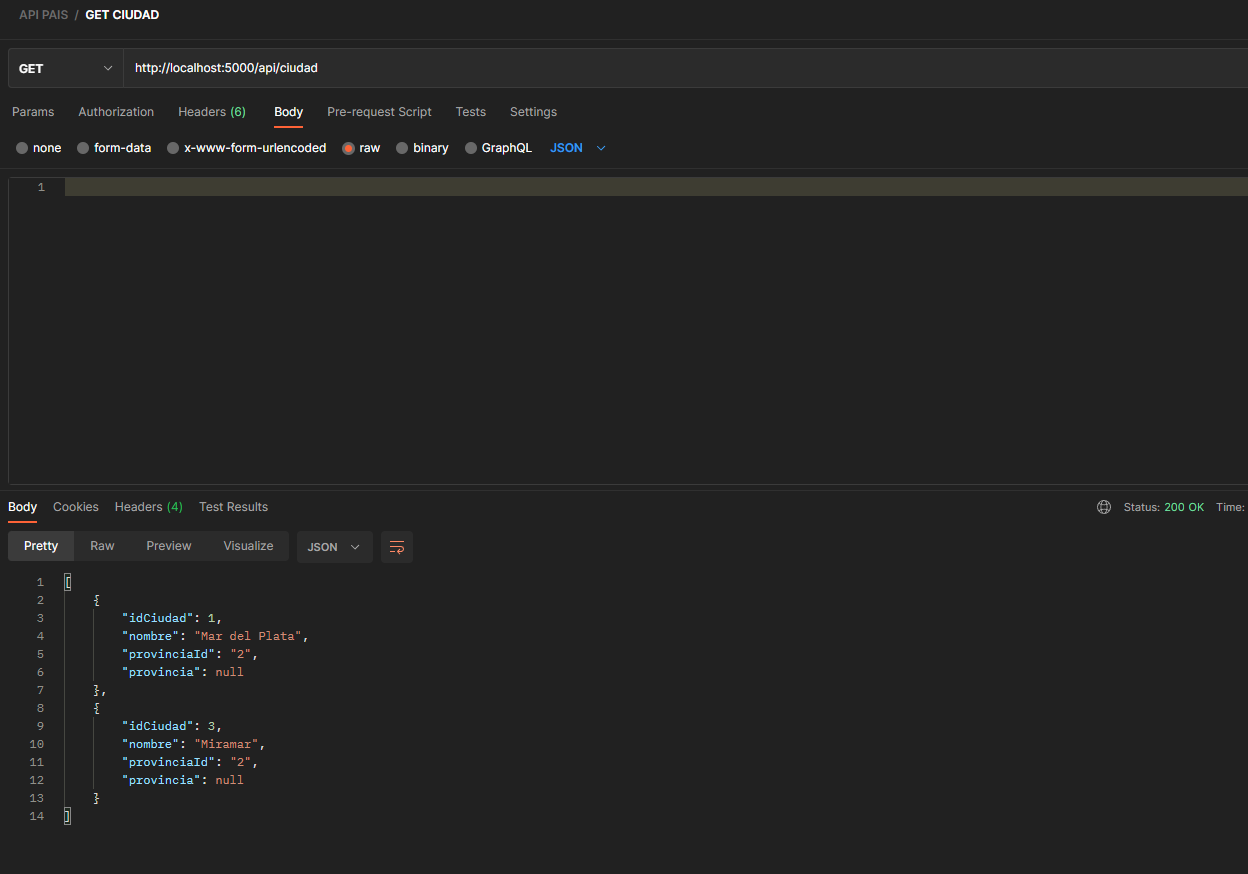 API PAIS / GET CIUDAD
GET http://localhost:5000/api/ciudad
Params Authorization Headers (6) Body Pre-request Script Tests Settings
none form-data x-www-form-urlencoded raw binary GraphQL JSON
1
Body Cookies Headers (4) Test Results Status: 200 OK Time:
Pretty Raw Preview Visualize JSON
1 [
2 {
3 "idCiudad": 1,
4 "nombre": "Mar del Plata",
5 "provinciaId": "2",
6 "provincia": null
7 },
8 {
9 "idCiudad": 3,
10 "nombre": "Miramar",
11 "provinciaId": "2",
12 "provincia": null
13 }
14 ]